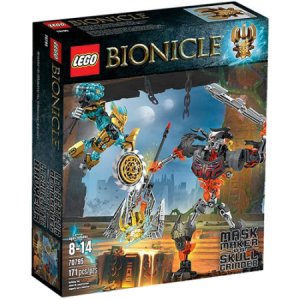 LEGO
BIONICLE
8-14
70795
171 pcs/pzs
MASK
MAKER
VS
SKULL
GRINDER